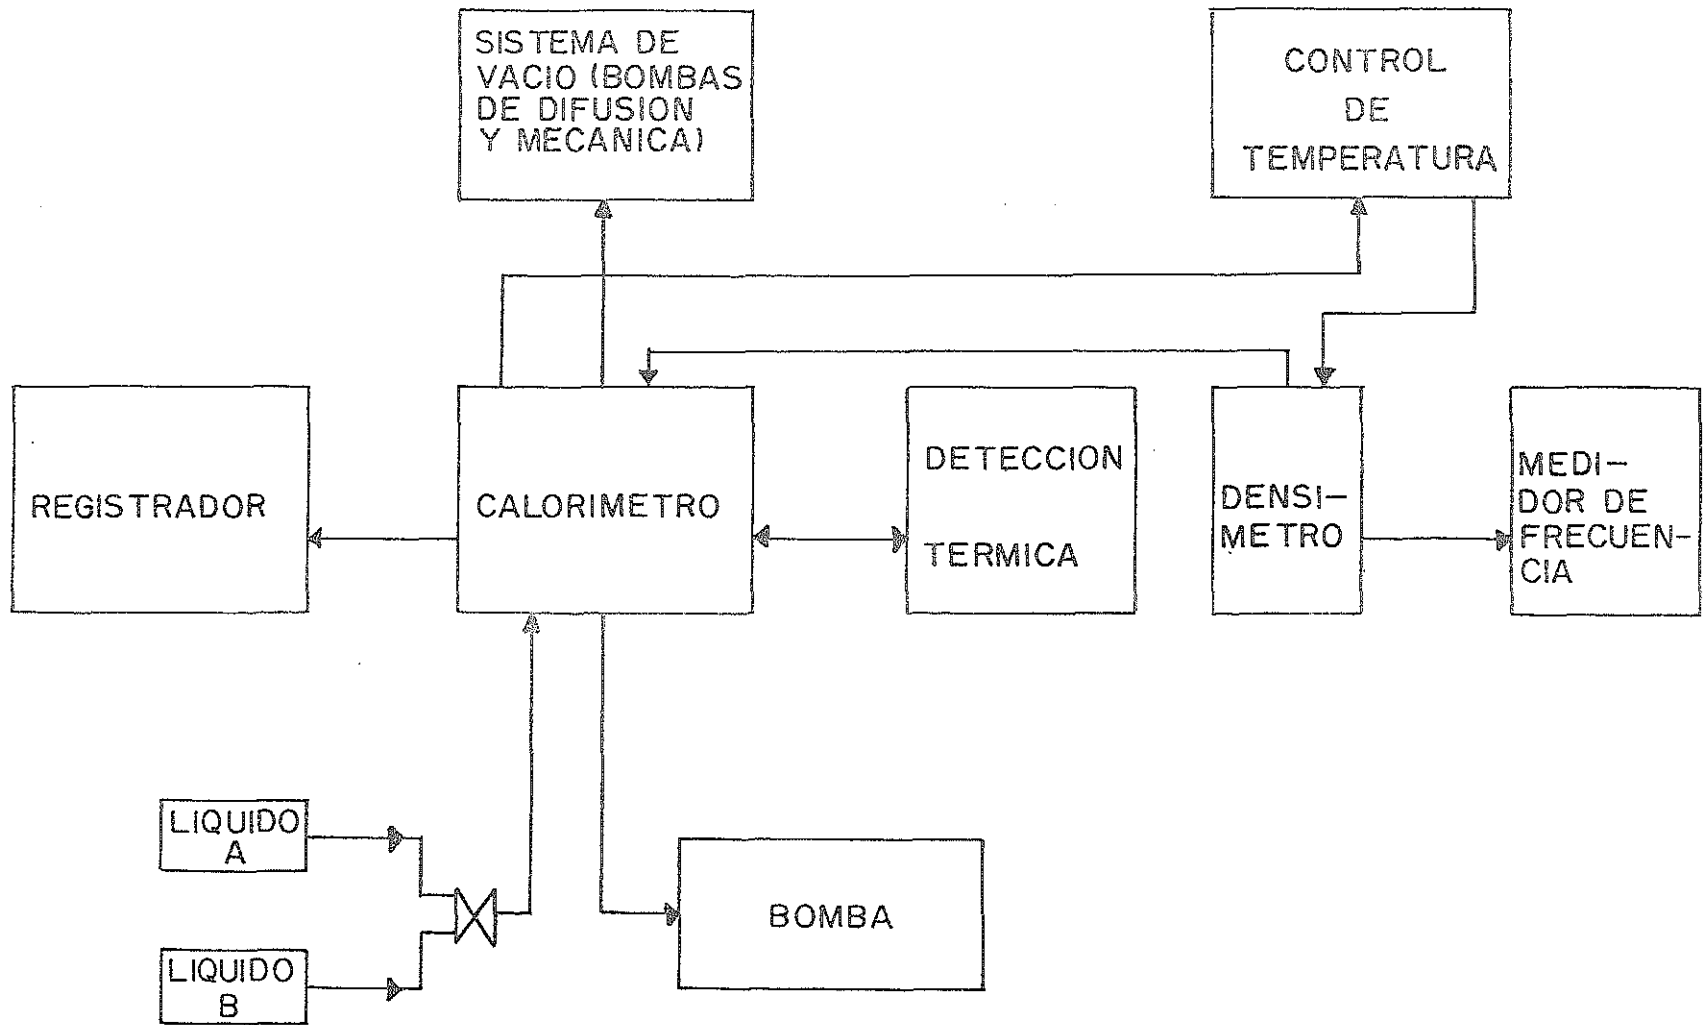 SISTEMA DE
VACIO (BOMBAS
DE DIFUSION
Y MECANICA)
CONTROL
DE
TEMPERATURA
REGISTRADOR
CALORIMETRO
DETECCION
TERMICA
DENSI-
METRO
MEDI-
DOR DE
FRECUEN-
CIA
LIQUIDO
A
LIQUIDO
B
BOMBA